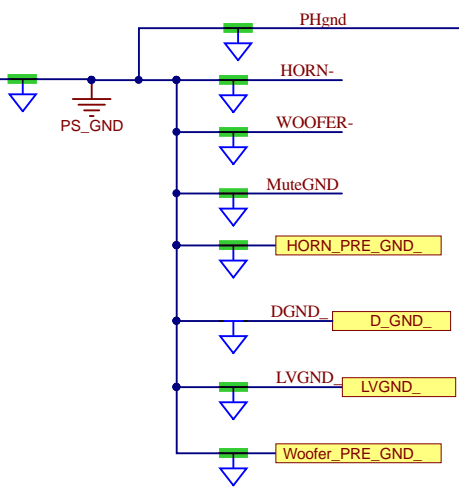 PHgnd
HORN-
PS_GND
WOOFER-
MuteGND
HORN_PRE_GND_
DGND_
D_GND_
LVGND_
LVGND_
Woofer_PRE_GND_